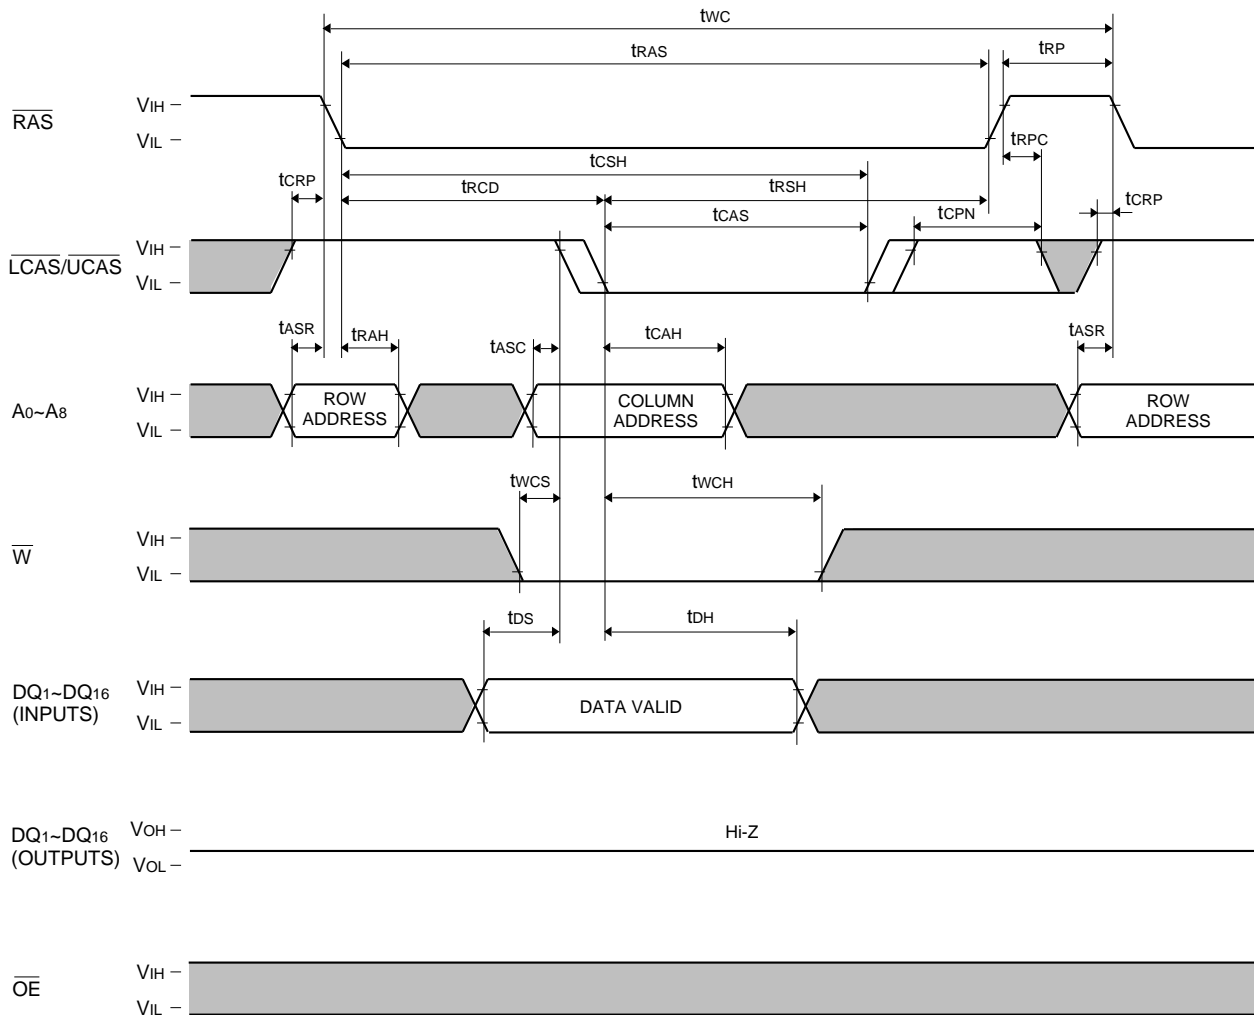 tWC
tRAS
tRP
RAS
VIH
VIL
tRPC
tCSH
tCRP
tRCD
tRSH
tCRP
tCAS
tCPN
LCAS/UCAS
VIH
VIL
tASR
tRAH
tASC
tCAH
tASR
A0~A8
VIH
VIL
ROW
ADDRESS
COLUMN
ADDRESS
ROW
ADDRESS
tWCS
tWCH
W
VIH
VIL
tDS
tDH
DQ1~DQ16
(INPUTS)
VIH
VIL
DATA VALID
DQ1~DQ16
(OUTPUTS)
VOH
VOL
Hi-Z
OE
VIH
VIL